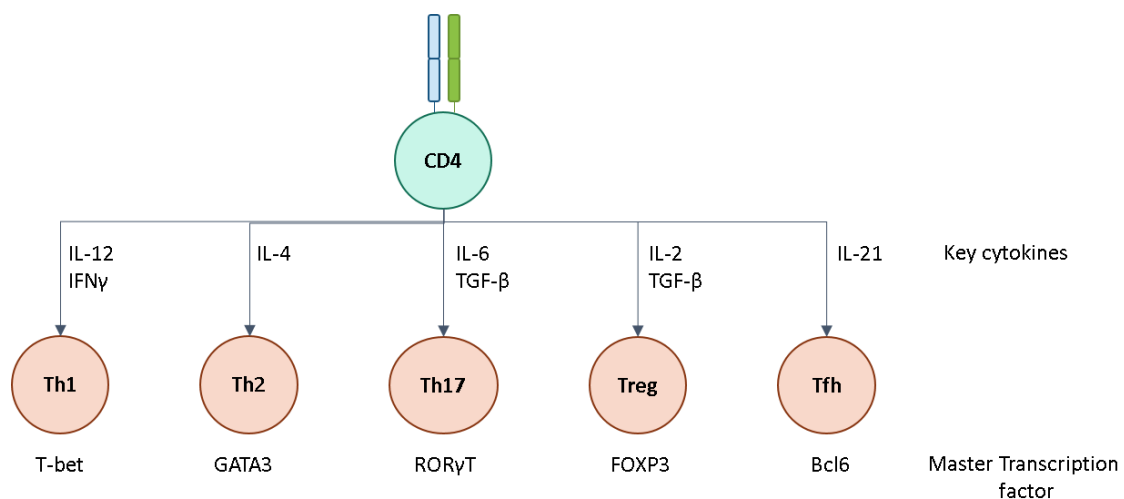 CD4
IL-12
IFNγ
IL-4
IL-6
TGF-β
IL-2
TGF-β
IL-21
Key cytokines
Th1
Th2
Th17
Treg
Tfh
T-bet
GATA3
RORγT
FOXP3
Bcl6
Master Transcription
factor